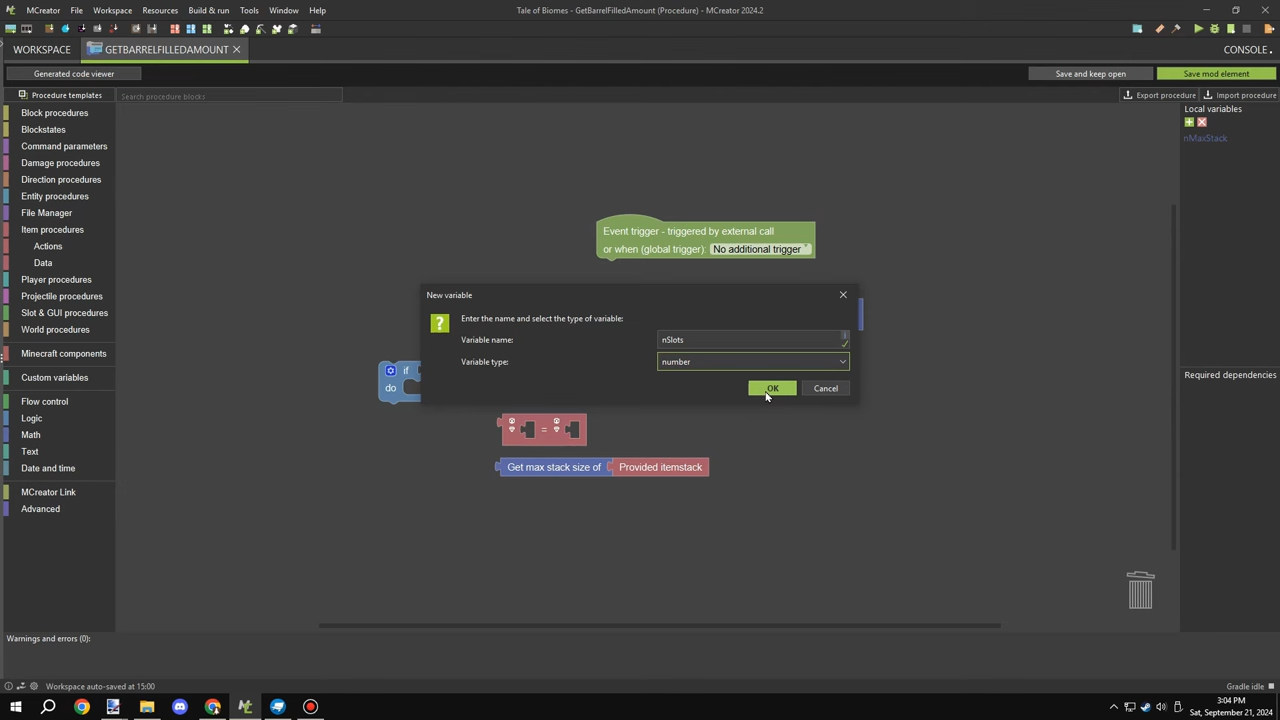 MCreator File Workspace Resources Build & run Tools Window Help
Tale of Biomes - GetBarrelFilledAmount (Procedure) - MCreator 2024.2
WORKSPACE
GETBARRELFILLEDAMOUNT
CONSOLE
Generated code viewer
Save and keep open
Save mod element
Procedure templates
Search procedure blocks
Export procedure
Import procedure
Block procedures
Blockstates
Command parameters
Damage procedures
Direction procedures
Entity procedures
File Manager
Item procedures
Actions
Data
Player procedures
Projectile procedures
Slot & GUI procedures
World procedures
Minecraft components
Custom variables
Flow control
Logic
Math
Text
Date and time
MCreator Link
Advanced
Local variables
nMaxStack
Required dependencies
Event trigger - triggered by external call
or when (global trigger): No additional trigger
New variable
Enter the name and select the type of variable:
Variable name: nSlots
Variable type: number
OK
Cancel
if
do
=
Get max stack size of Provided itemstack
Warnings and errors (0):
Workspace auto-saved at 15:00
Gradle idle
3:04 PM
Sat, September 21, 2024